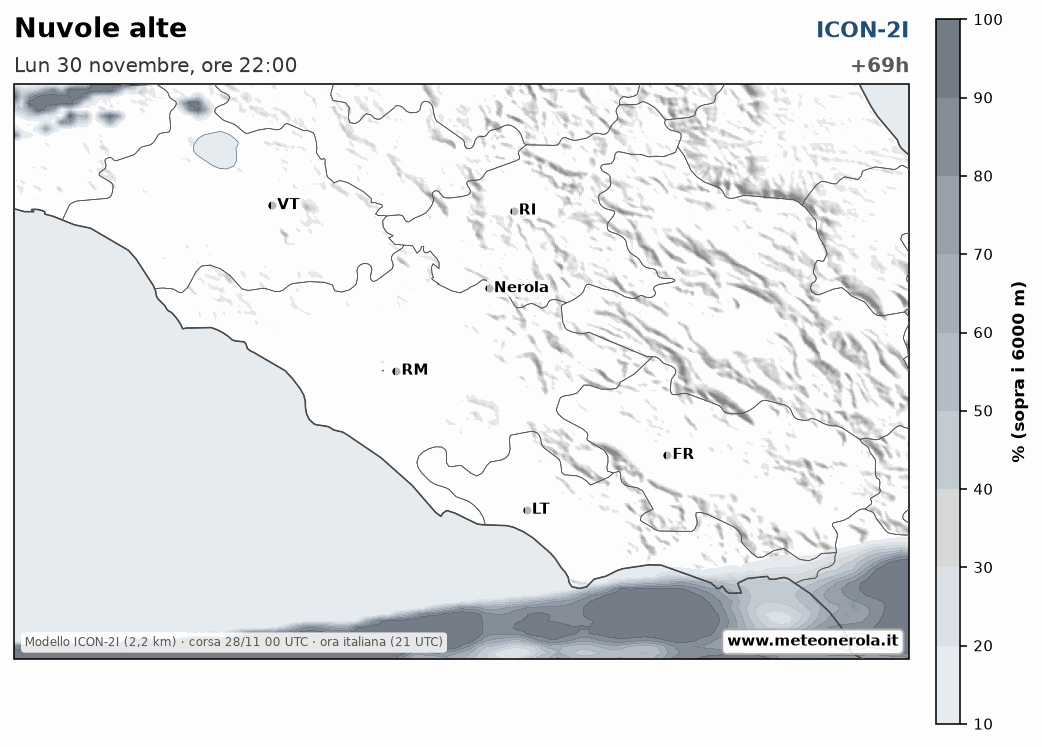 Nuvole alte
ICON-2I
Lun 30 novembre, ore 22:00
+69h
100
90
80
70
60
50
40
30
20
10
% (sopra i 6000 m)
VT
RI
Nerola
RM
FR
LT
Modello ICON-2I (2,2 km) · corsa 28/11 00 UTC · ora italiana (21 UTC)
www.meteonerola.it